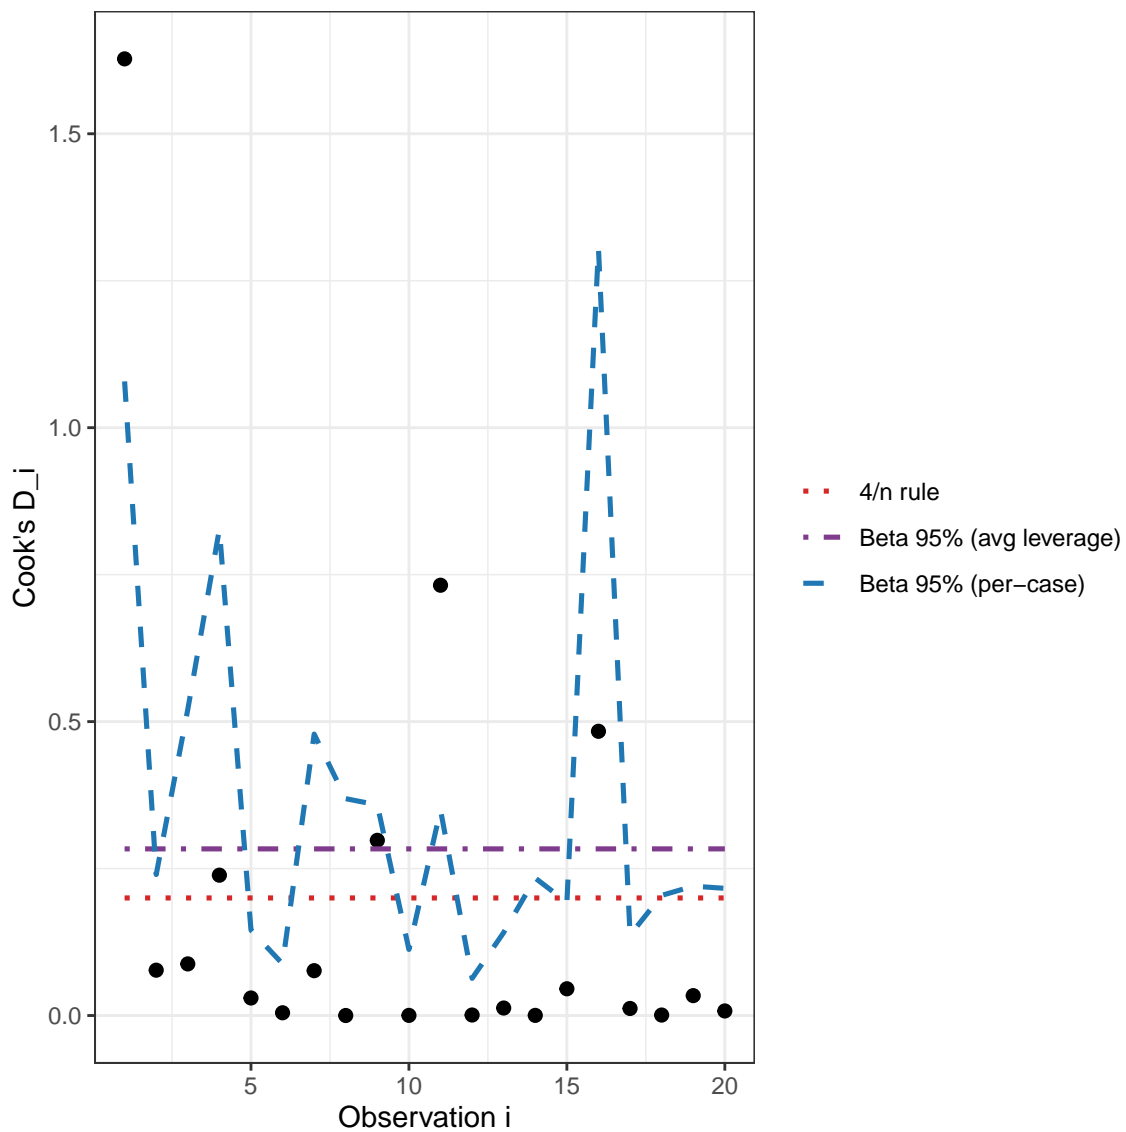 Cook's D_i
1.5
1.0
0.5
0.0
5
10
15
20
Observation i
4/n rule
Beta 95% (avg leverage)
Beta 95% (per−case)